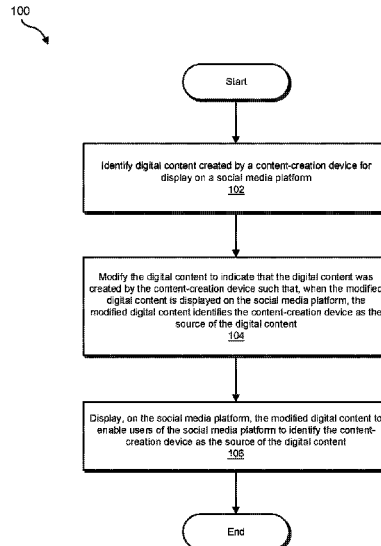 100
Start
Identify digital content created by a content-creation device for
display on a social media platform
102
Modify the digital content to indicate that the digital content was
created by the content-creation device such that, when the modified
digital content is displayed on the social media platform, the
modified digital content identifies the content-creation device as the
source of the digital content
104
Display, on the social media platform, the modified digital content to
enable users of the social media platform to identify the content-
creation device as the source of the digital content
106
End